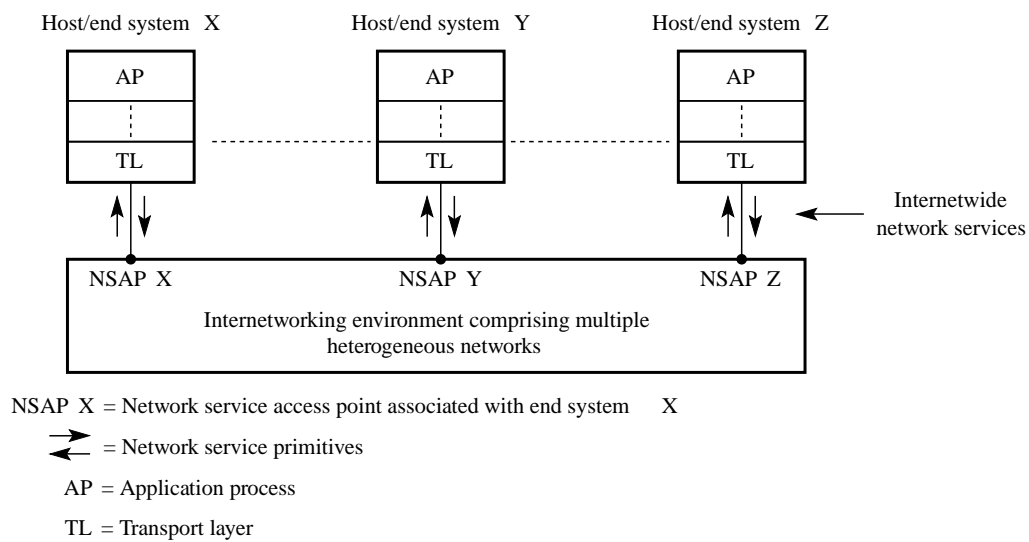 Host/end system X
Host/end system Y
Host/end system Z
AP
AP
AP
TL
TL
TL
Internetwide
network services
NSAP X
NSAP Y
NSAP Z
Internetworking environment comprising multiple
heterogeneous networks
NSAP X = Network service access point associated with end system X
= Network service primitives
AP = Application process
TL = Transport layer